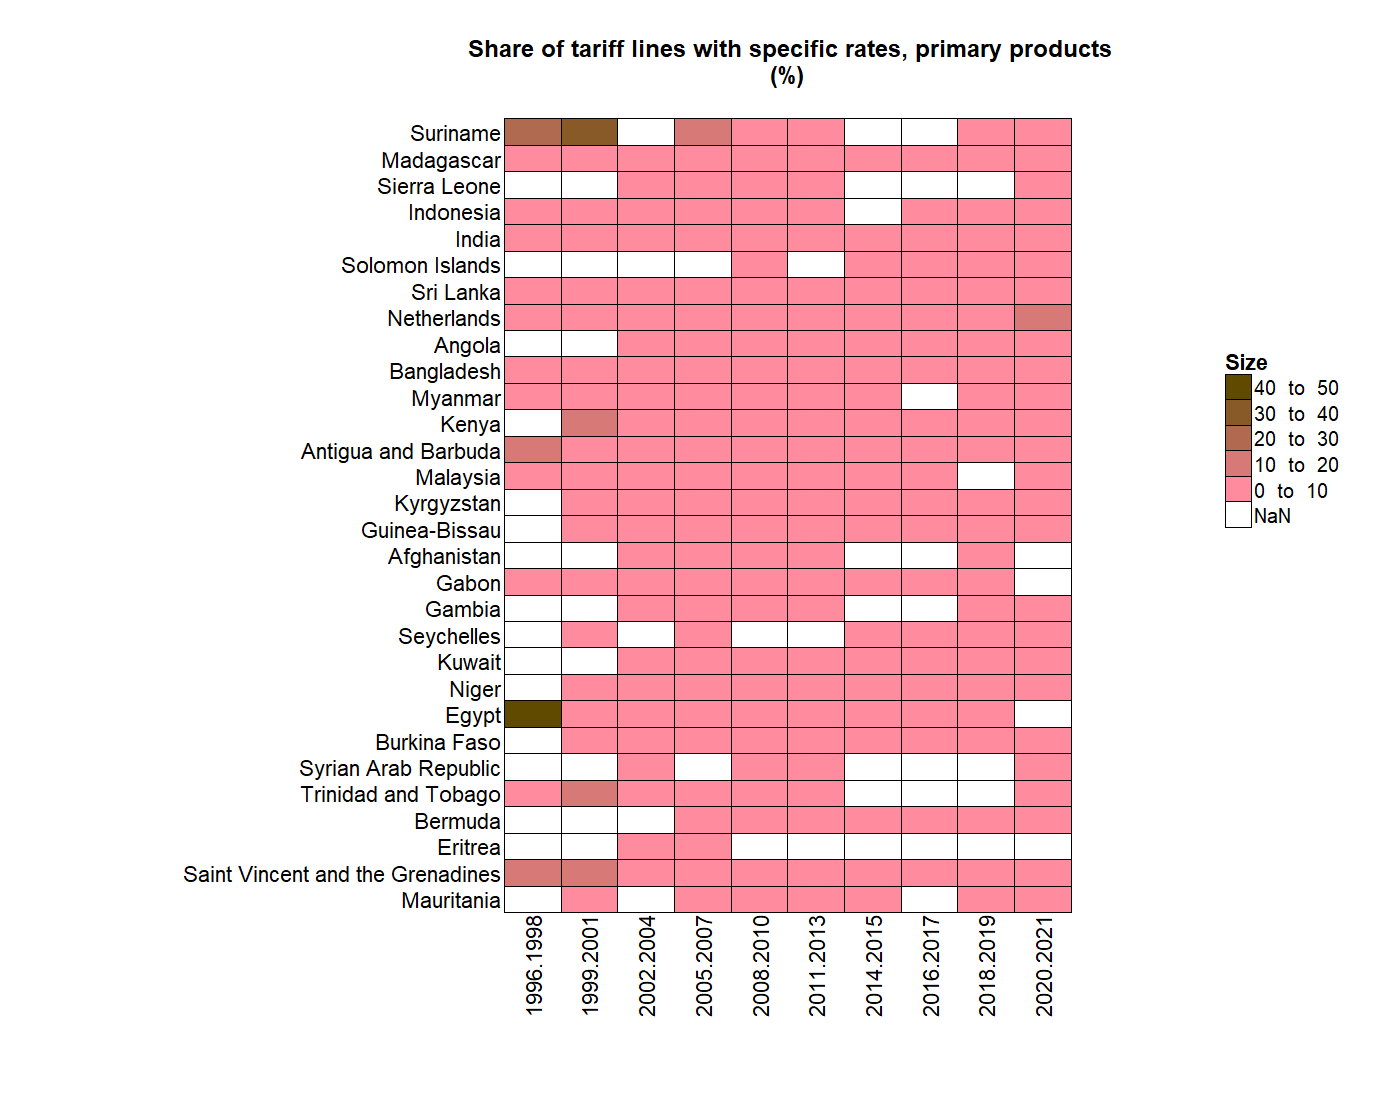 Share of tariff lines with specific rates, primary products
(%)
Suriname
Madagascar
Sierra Leone
Indonesia
India
Solomon Islands
Sri Lanka
Netherlands
Angola
Bangladesh
Myanmar
Kenya
Antigua and Barbuda
Malaysia
Kyrgyzstan
Guinea-Bissau
Afghanistan
Gabon
Gambia
Seychelles
Kuwait
Niger
Egypt
Burkina Faso
Syrian Arab Republic
Trinidad and Tobago
Bermuda
Eritrea
Saint Vincent and the Grenadines
Mauritania
1996.1998
1999.2001
2002.2004
2005.2007
2008.2010
2011.2013
2014.2015
2016.2017
2018.2019
2020.2021
Size
40 to 50
30 to 40
20 to 30
10 to 20
0 to 10
NaN